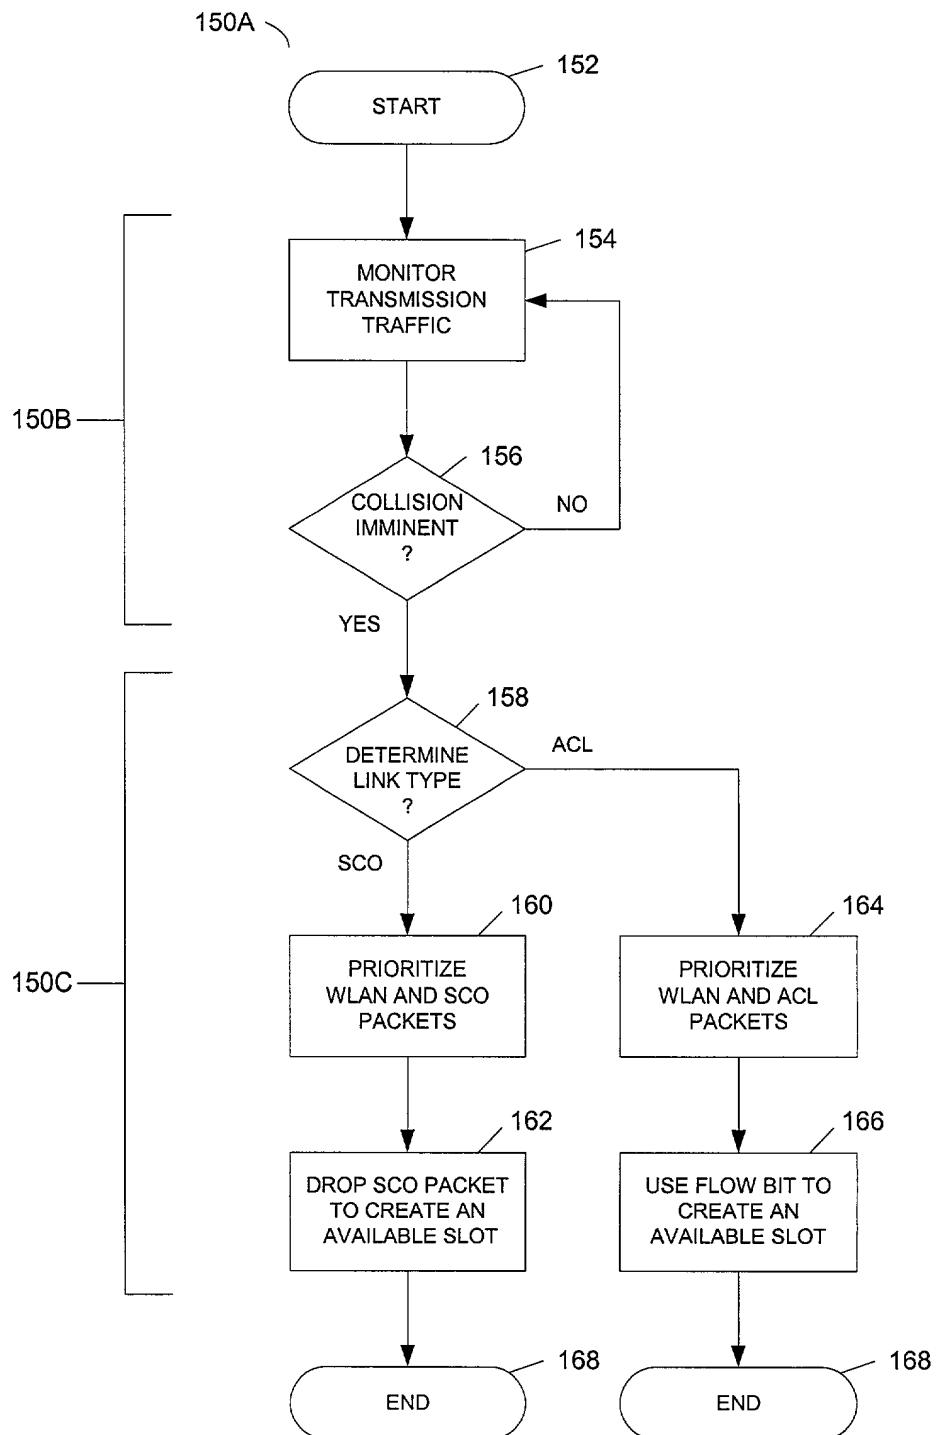 150A
152
START
154
MONITOR
TRANSMISSION
TRAFFIC
150B
156
COLLISION
IMMINENT
?
NO
YES
158
DETERMINE
LINK TYPE
?
ACL
SCO
160
PRIORITIZE
WLAN AND SCO
PACKETS
164
PRIORITIZE
WLAN AND ACL
PACKETS
150C
162
DROP SCO PACKET
TO CREATE AN
AVAILABLE SLOT
166
USE FLOW BIT TO
CREATE AN
AVAILABLE SLOT
168
END
168
END